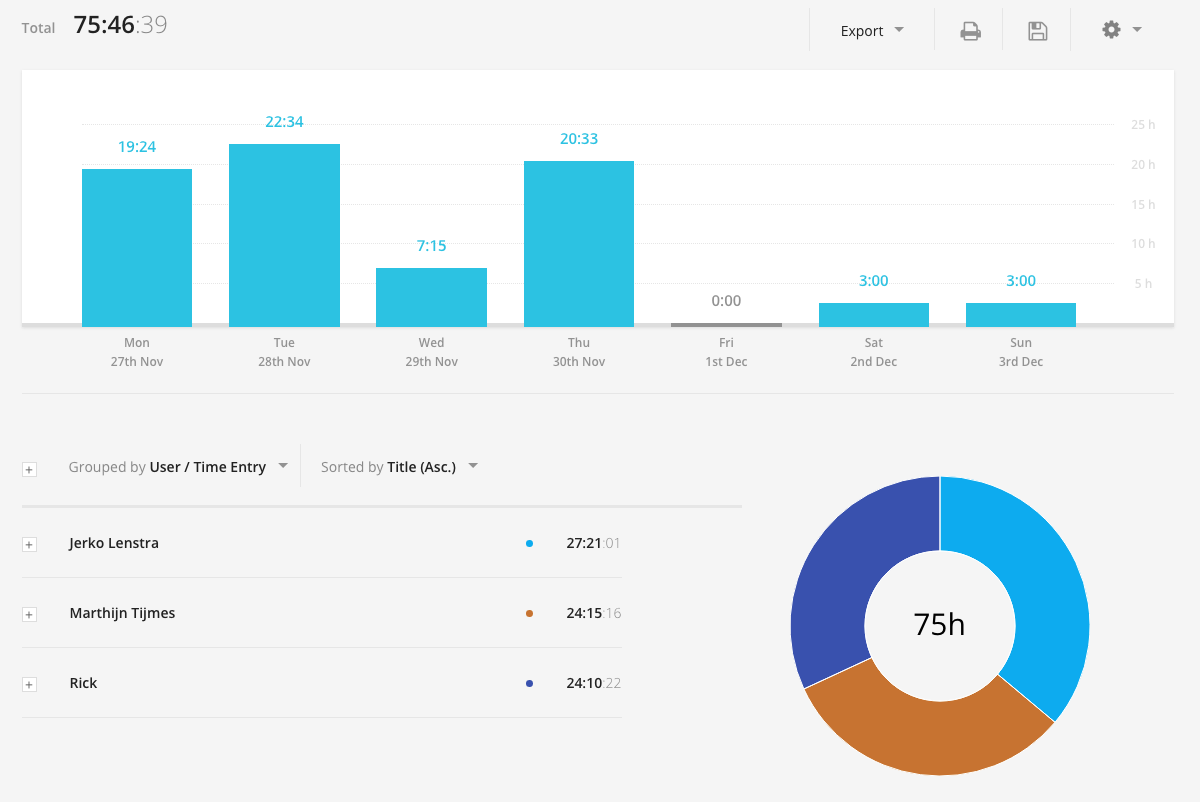 Total 75:46:39
Export
22:34
25 h
20:33
19:24
20 h
15 h
7:15
10 h
3:00 3:00
5 h
0:00
Mon Tue Wed Thu Fri Sat Sun
27th Nov 28th Nov 29th Nov 30th Nov 1st Dec 2nd Dec 3rd Dec
Grouped by User / Time Entry Sorted by Title (Asc.)
Jerko Lenstra 27:21:01
Marthijn Tijmes 24:15:16
75h
Rick 24:10:22